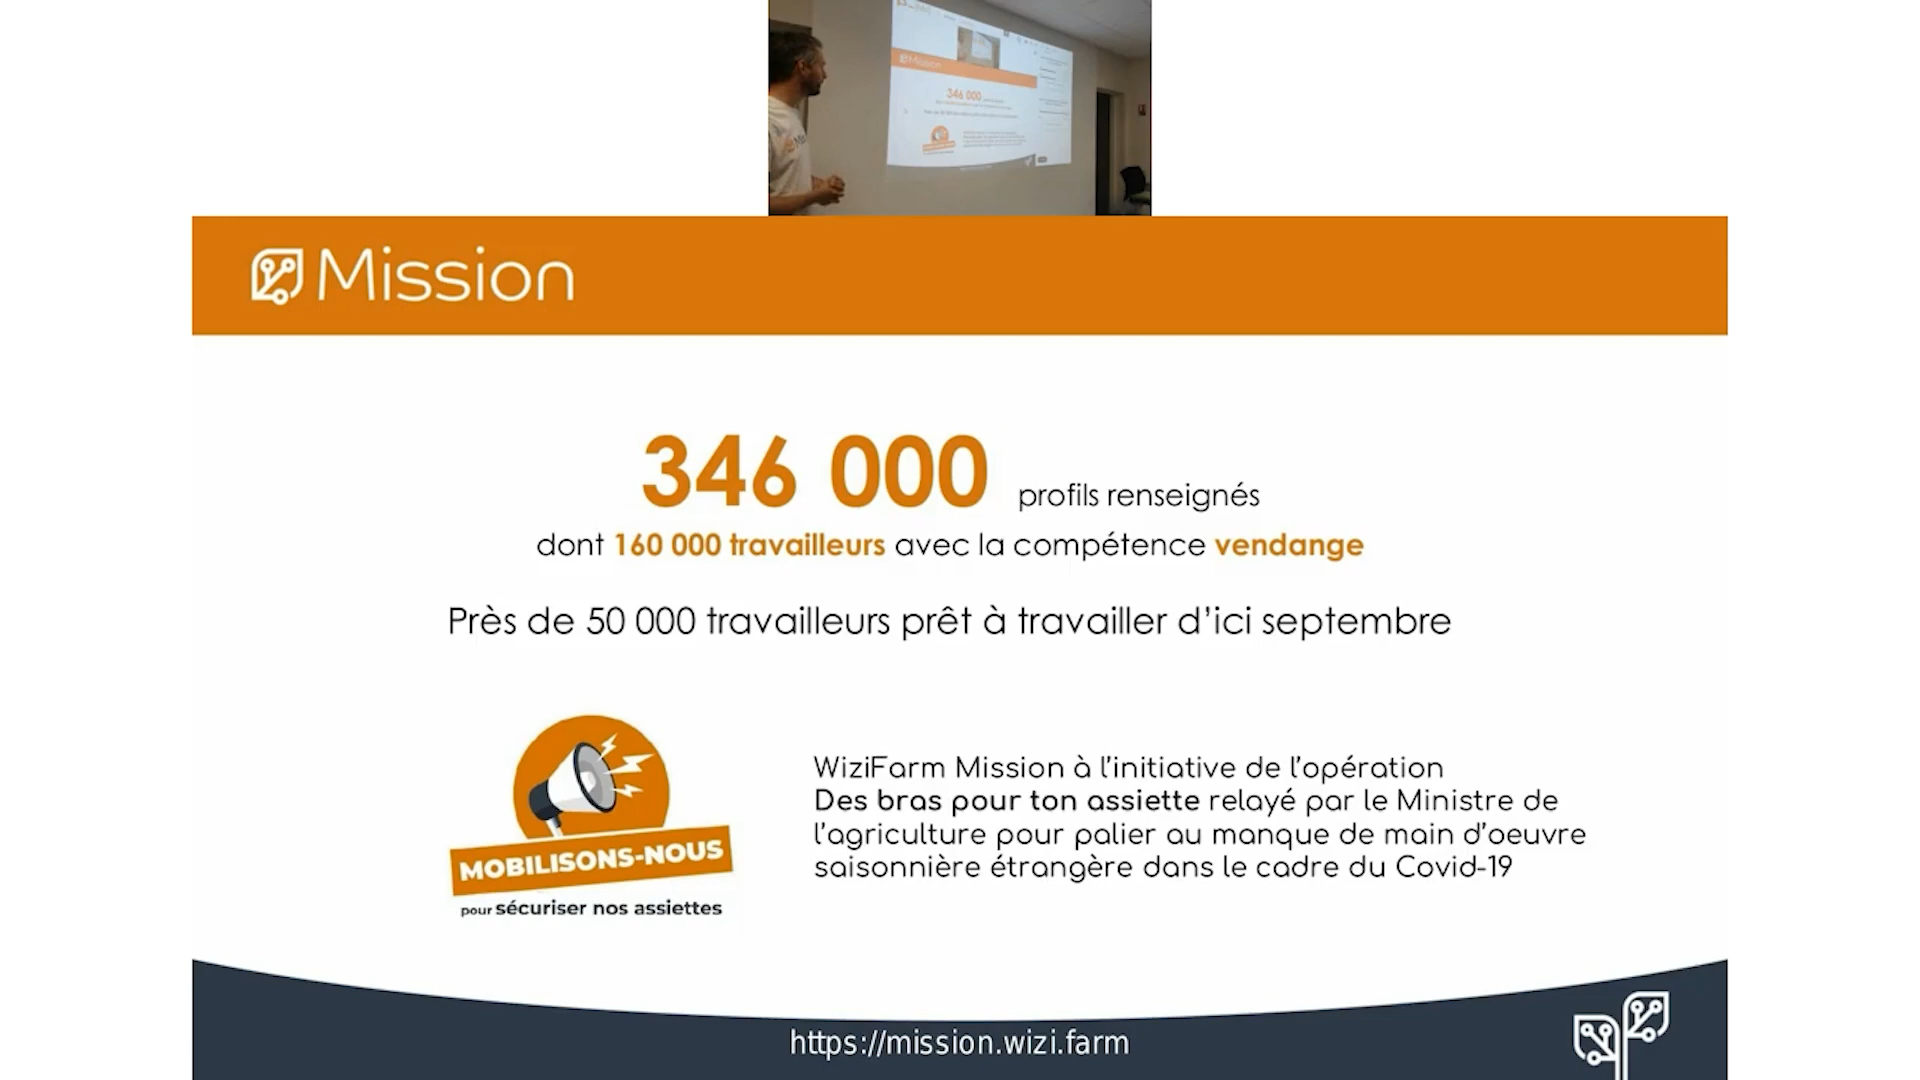 Mission
346 000
Mission
346 000 profils renseignés
dont 160 000 travailleurs avec la compétence vendange
Près de 50 000 travailleurs prêt à travailler d'ici septembre
MOBILISONS-NOUS
pour sécuriser nos assiettes
WiziFarm Mission à l'initiative de l'opération
Des bras pour ton assiette relayé par le Ministre de
l'agriculture pour palier au manque de main d'oeuvre
saisonnière étrangère dans le cadre du Covid-19
https://mission.wizi.farm